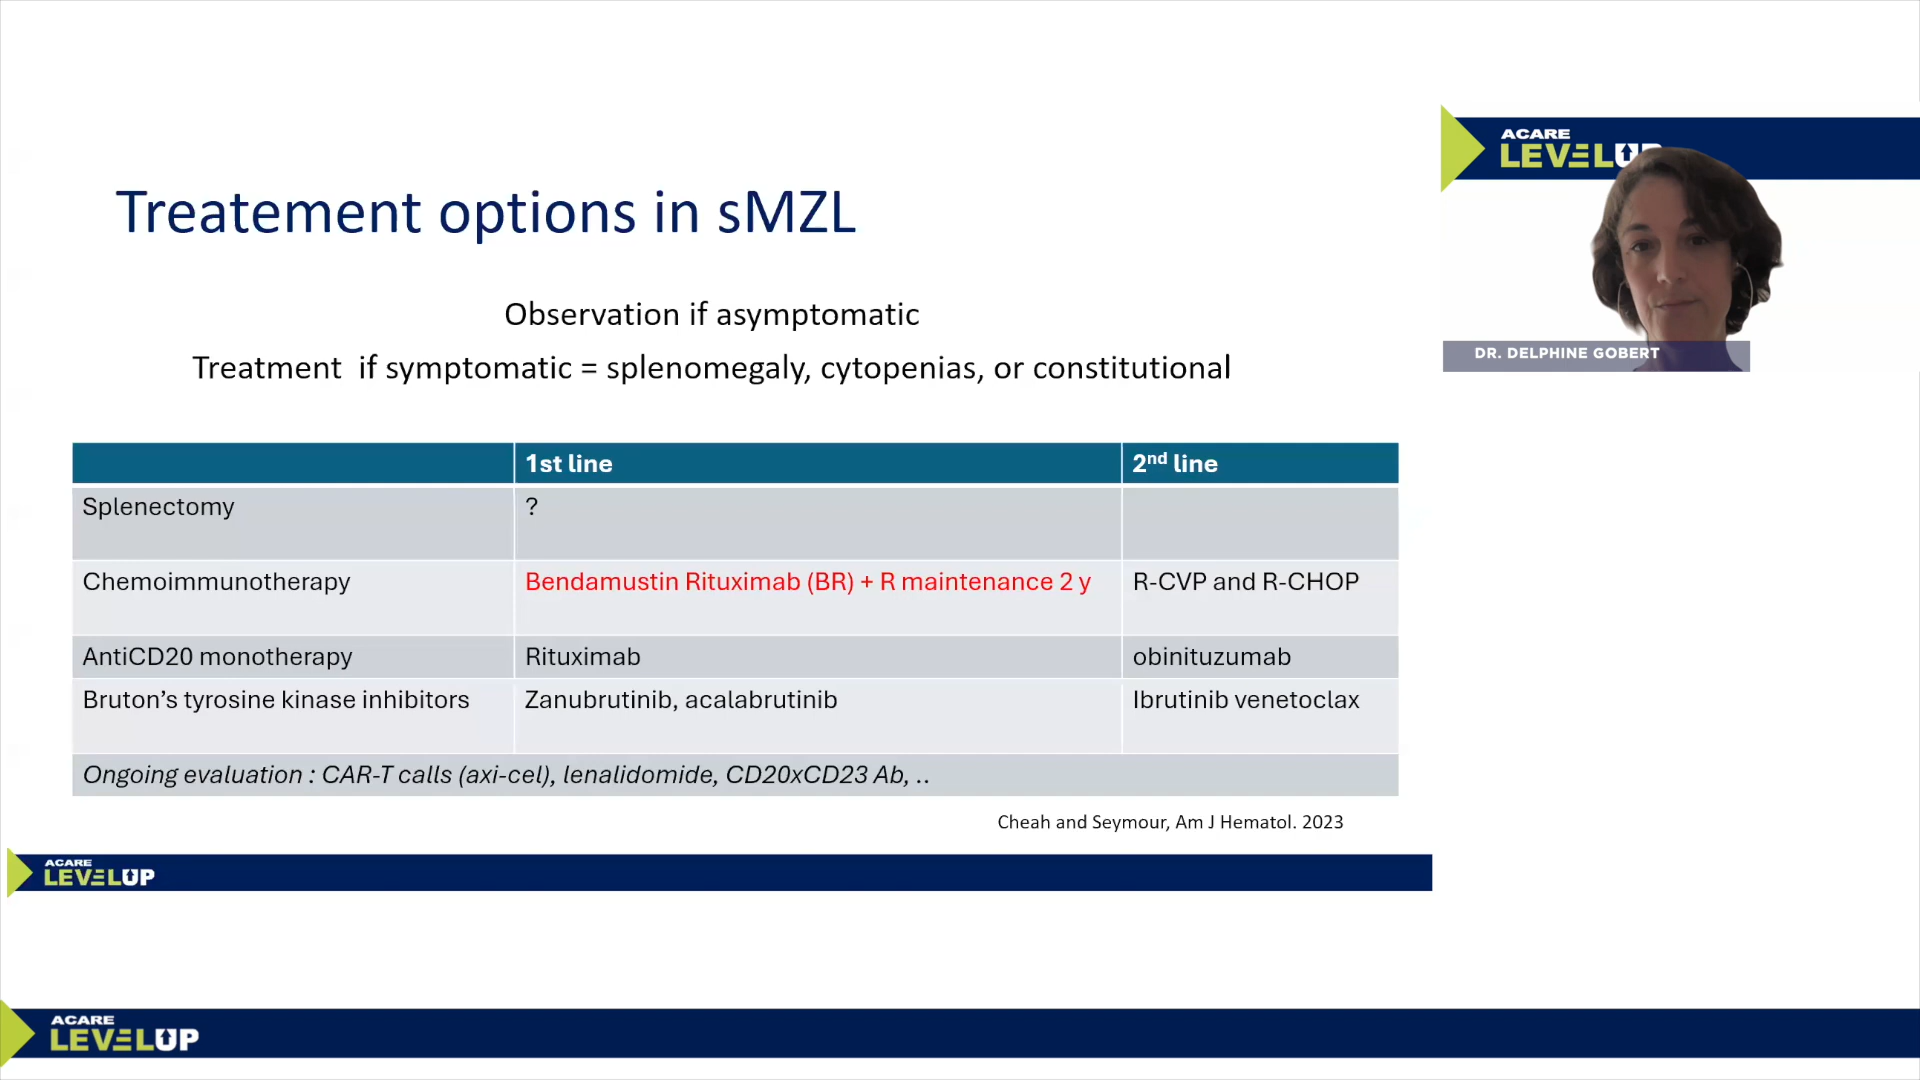 Treatement options in sMZL
Observation if asymptomatic
Treatment if symptomatic = splenomegaly, cytopenias, or constitutional
1st line
2nd line
Splenectomy
?
Chemoimmunotherapy
Bendamustin Rituximab (BR) + R maintenance 2 y
R-CVP and R-CHOP
AntiCD20 monotherapy
Rituximab
obinituzumab
Bruton’s tyrosine kinase inhibitors
Zanubrutinib, acalabrutinib
Ibrutinib venetoclax
Ongoing evaluation : CAR-T calls (axi-cel), lenalidomide, CD20xCD23 Ab, ..
Cheah and Seymour, Am J Hematol. 2023
ACARE
LEVELUP
ACARE
LEVELUP
DR. DELPHINE GOBERT
ACARE
LEVELUP